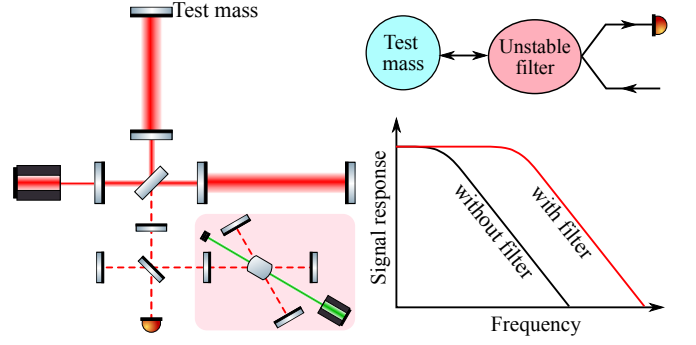 Test mass
Test
mass
Unstable
filter
Signal response
without filter
with filter
Frequency